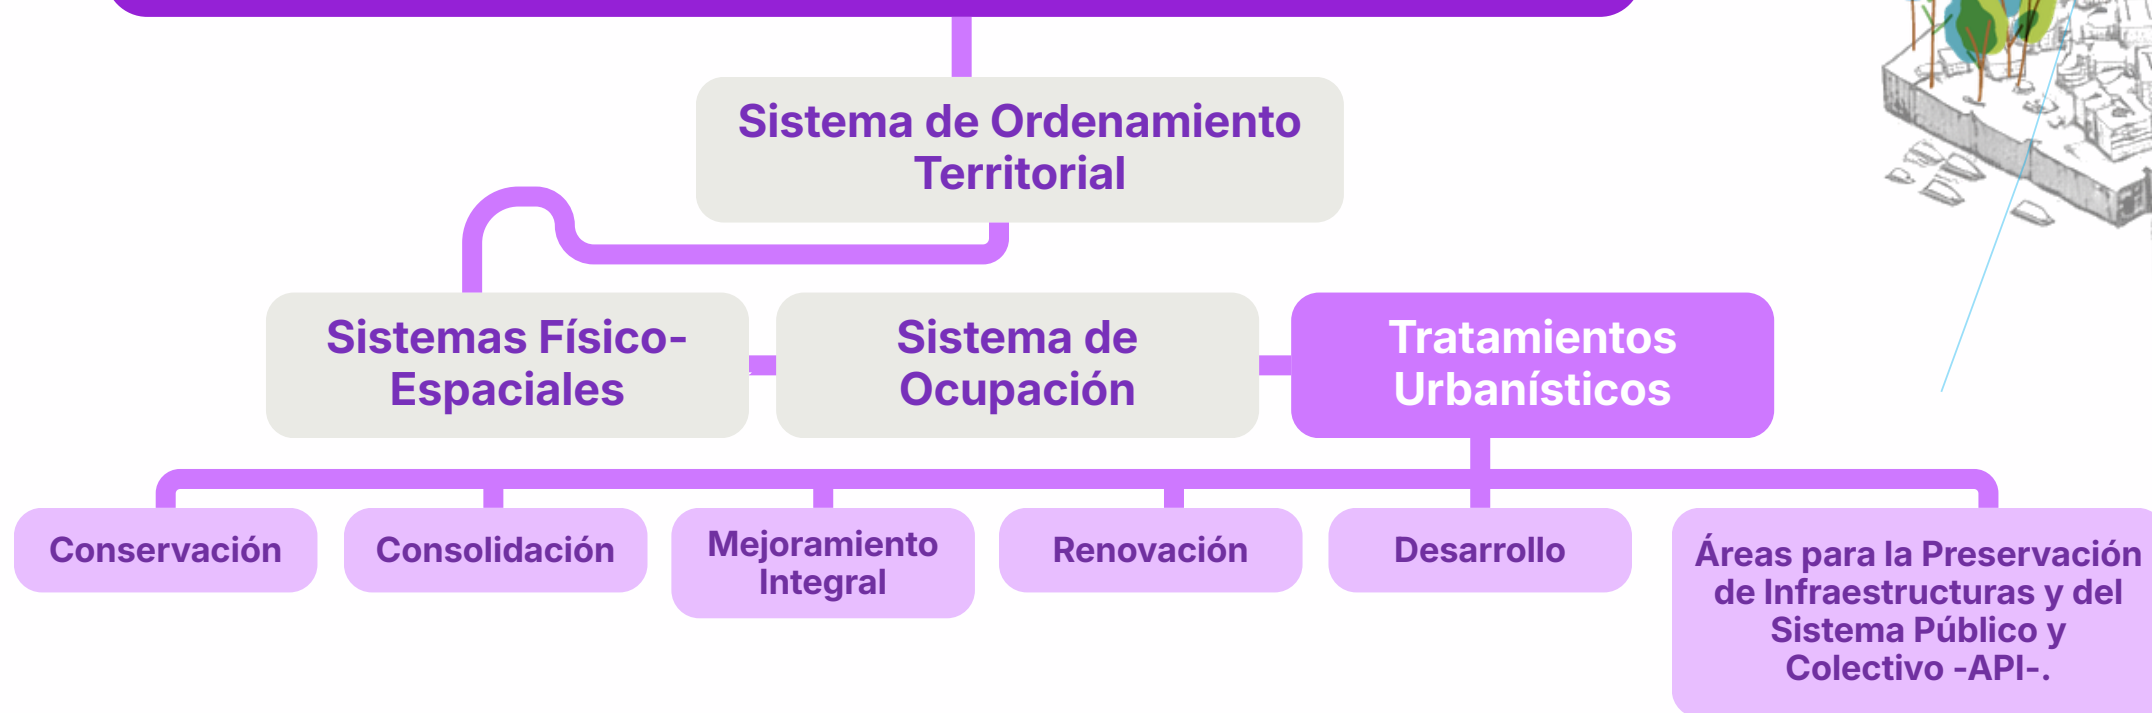 Sistema de Ordenamiento
Territorial
Sistemas Físico-
Espaciales
Sistema de
Ocupación
Tratamientos
Urbanísticos
Conservación
Consolidación
Mejoramiento
Integral
Renovación
Desarrollo
Áreas para la Preservación
de Infraestructuras y del
Sistema Público y
Colectivo -API-.